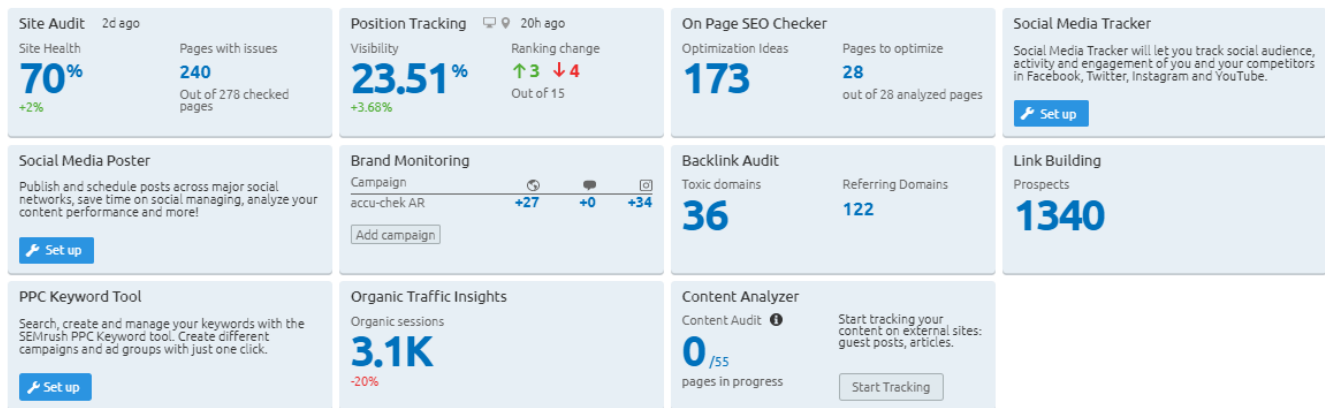 Site Audit 2d ago
Site Health
70%
+2%
Pages with issues
240
Out of 278 checked
pages
Position Tracking 20h ago
Visibility
23.51%
+3.68%
Ranking change
↑3 ↓4
Out of 15
On Page SEO Checker
Optimization Ideas
173
Pages to optimize
28
out of 28 analyzed pages
Social Media Tracker
Social Media Tracker will let you track social audience,
activity and engagement of you and your competitors
in Facebook, Twitter, Instagram and YouTube.
Set up
Social Media Poster
Publish and schedule posts across major social
networks, save time on social managing, analyze your
content performance and more!
Set up
Brand Monitoring
Campaign
accu-chek AR +27 +0 +34
Add campaign
Backlink Audit
Toxic domains
36
Referring Domains
122
Link Building
Prospects
1340
PPC Keyword Tool
Search, create and manage your keywords with the
SEMrush PPC Keyword tool. Create different
campaigns and ad groups with just one click.
Set up
Organic Traffic Insights
Organic sessions
3.1K
-20%
Content Analyzer
Content Audit
0/55
pages in progress
Start tracking your
content on external sites:
guest posts, articles.
Start Tracking